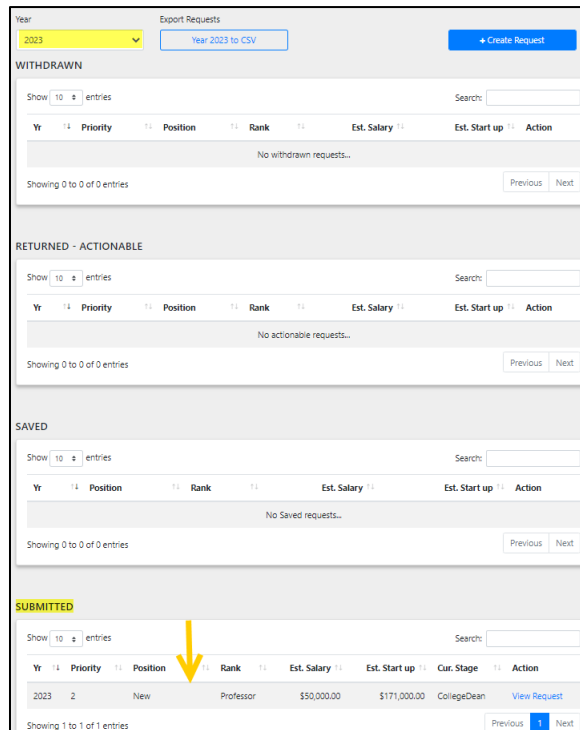 Year Export Requests
2023 Year 2023 to CSV + Create Request
WITHDRAWN
Show 10 entries Search:
Yr Priority Position Rank Est. Salary Est. Start up Action
No withdrawn requests...
Showing 0 to 0 of 0 entries Previous Next
RETURNED - ACTIONABLE
Show 10 entries Search:
Yr Priority Position Rank Est. Salary Est. Start up Action
No actionable requests...
Showing 0 to 0 of 0 entries Previous Next
SAVED
Show 10 entries Search:
Yr Position Rank Est. Salary Est. Start up Action
No Saved requests...
Showing 0 to 0 of 0 entries Previous Next
SUBMITTED
Show 10 entries Search:
Yr Priority Position Rank Est. Salary Est. Start up Cur. Stage Action
2023 2 New Professor $50,000.00 $171,000.00 CollegeDean View Request
Showing 1 to 1 of 1 entries Previous 1 Next